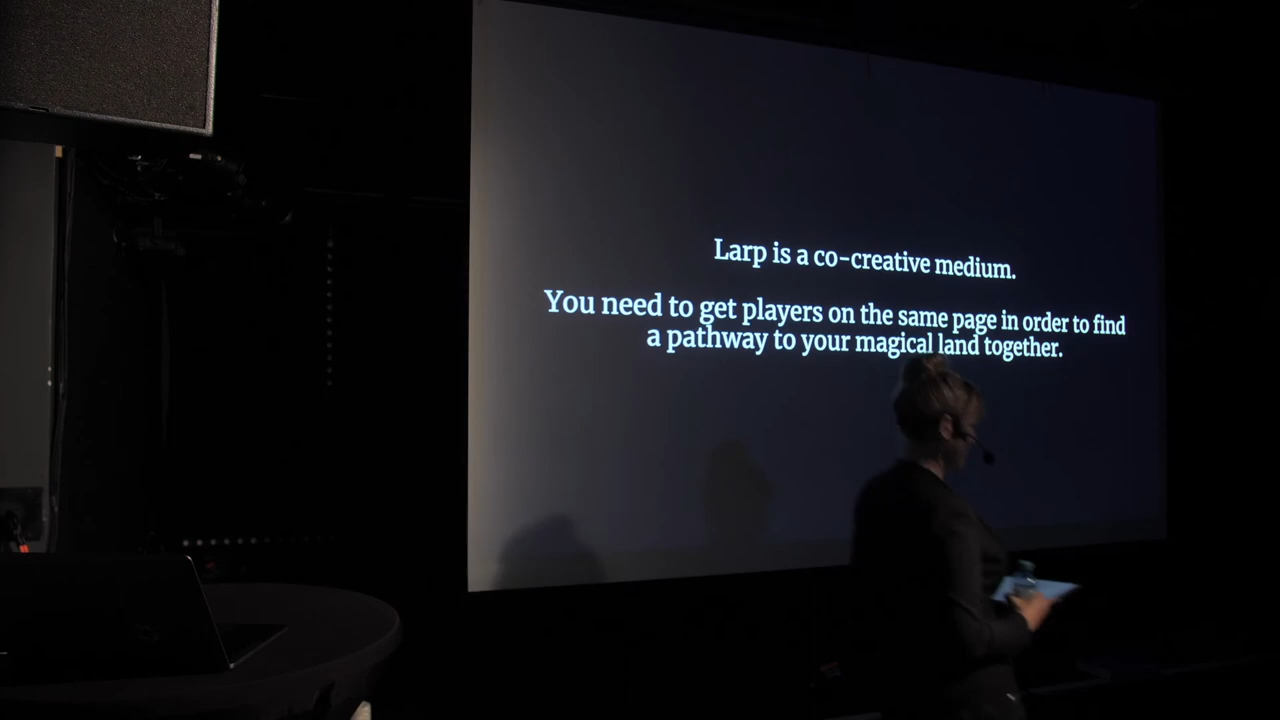 Larp is a co-creative medium.
You need to get players on the same page in order to find
a pathway to your magical land together.